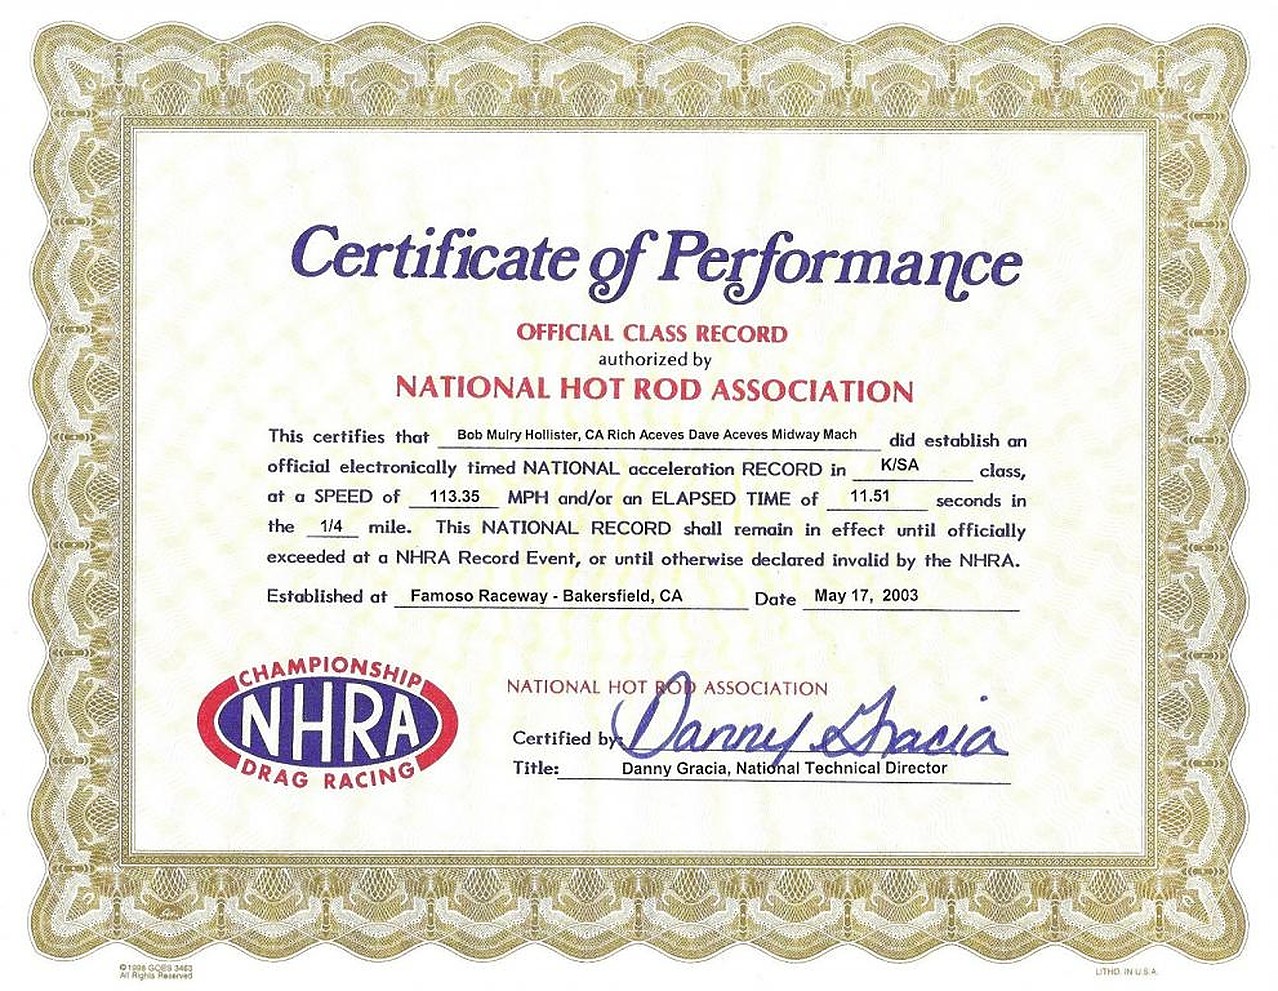 Certificate of Performance
OFFICIAL CLASS RECORD
authorized by
NATIONAL HOT ROD ASSOCIATION
This certifies that Bob Mulry Hollister, CA Rich Aceves Dave Aceves Midway Mach did establish an
official electronically timed NATIONAL acceleration RECORD in K/SA class,
at a SPEED of 113.35 MPH and/or an ELAPSED TIME of 11.51 seconds in
the 1/4 mile. This NATIONAL RECORD shall remain in effect until officially
exceeded at a NHRA Record Event, or until otherwise declared invalid by the NHRA.
Established at Famoso Raceway - Bakersfield, CA Date May 17, 2003
CHAMPIONSHIP
NHRA
DRAG RACING
NATIONAL HOT ROD ASSOCIATION
Certified by: Danny Gracia
Title: Danny Gracia, National Technical Director
© 1998 GOES 3463
All Rights Reserved
LITHO. IN U.S.A.